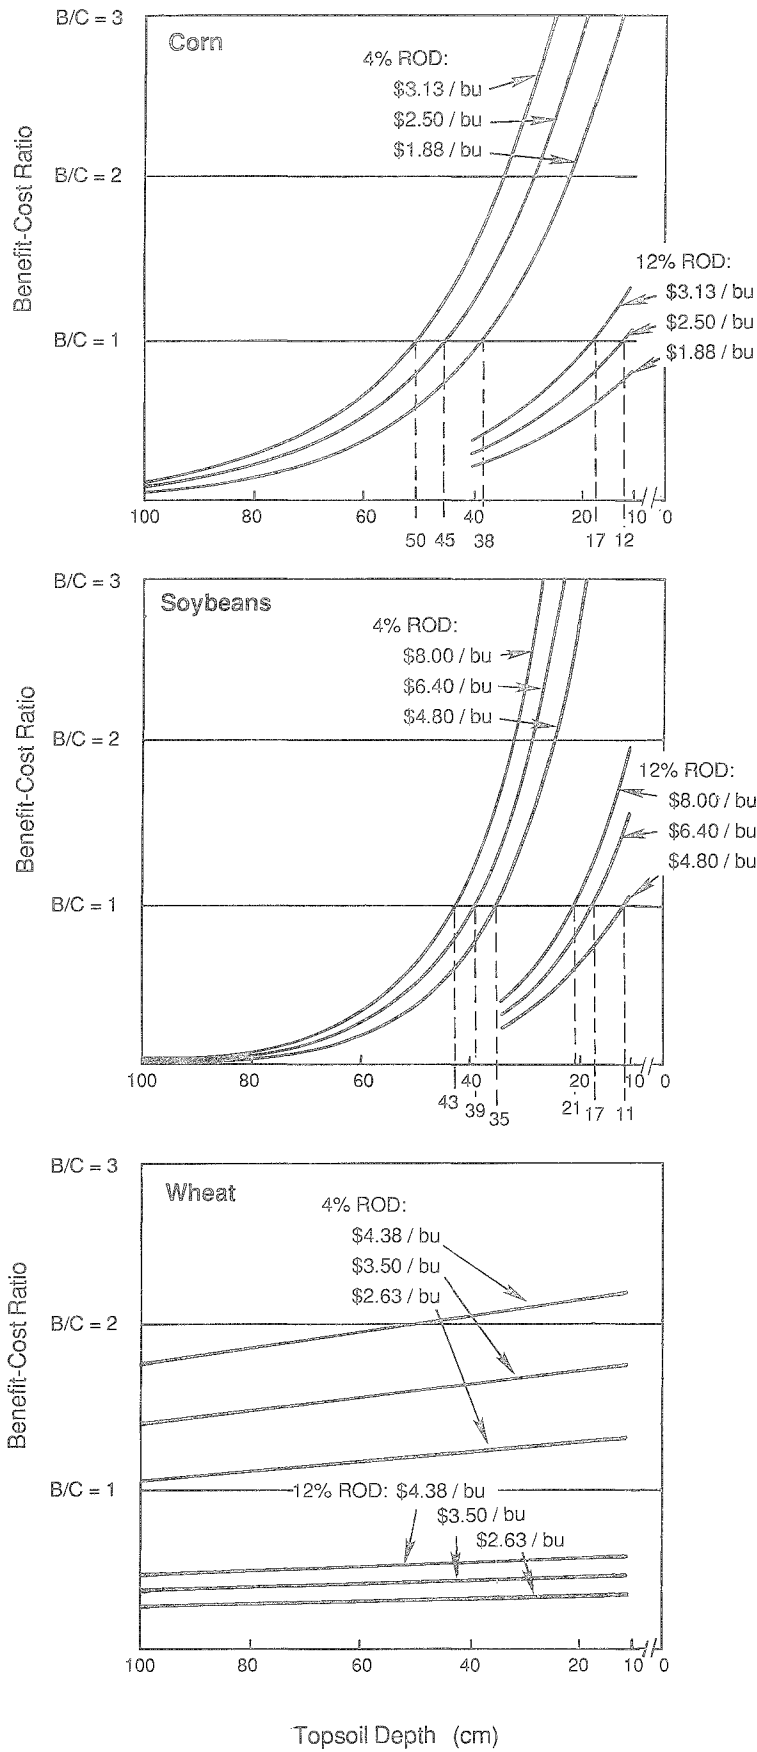 B/C = 3
Corn
4% ROD:
$3.13 / bu
$2.50 / bu
$1.88 / bu
B/C = 2
Benefit-Cost Ratio
12% ROD:
$3.13 / bu
$2.50 / bu
$1.88 / bu
B/C = 1
100 80 60 40 20 10 0
50 45 38 17 12
B/C = 3
Soybeans
4% ROD:
$8.00 / bu
$6.40 / bu
$4.80 / bu
B/C = 2
Benefit-Cost Ratio
12% ROD:
$8.00 / bu
$6.40 / bu
$4.80 / bu
B/C = 1
100 80 60 40 20 10 0
43 39 35 21 17 11
B/C = 3
Wheat
4% ROD:
$4.38 / bu
$3.50 / bu
$2.63 / bu
B/C = 2
Benefit-Cost Ratio
B/C = 1
12% ROD: $4.38 / bu
$3.50 / bu
$2.63 / bu
100 80 60 40 20 10 0
Topsoil Depth (cm)